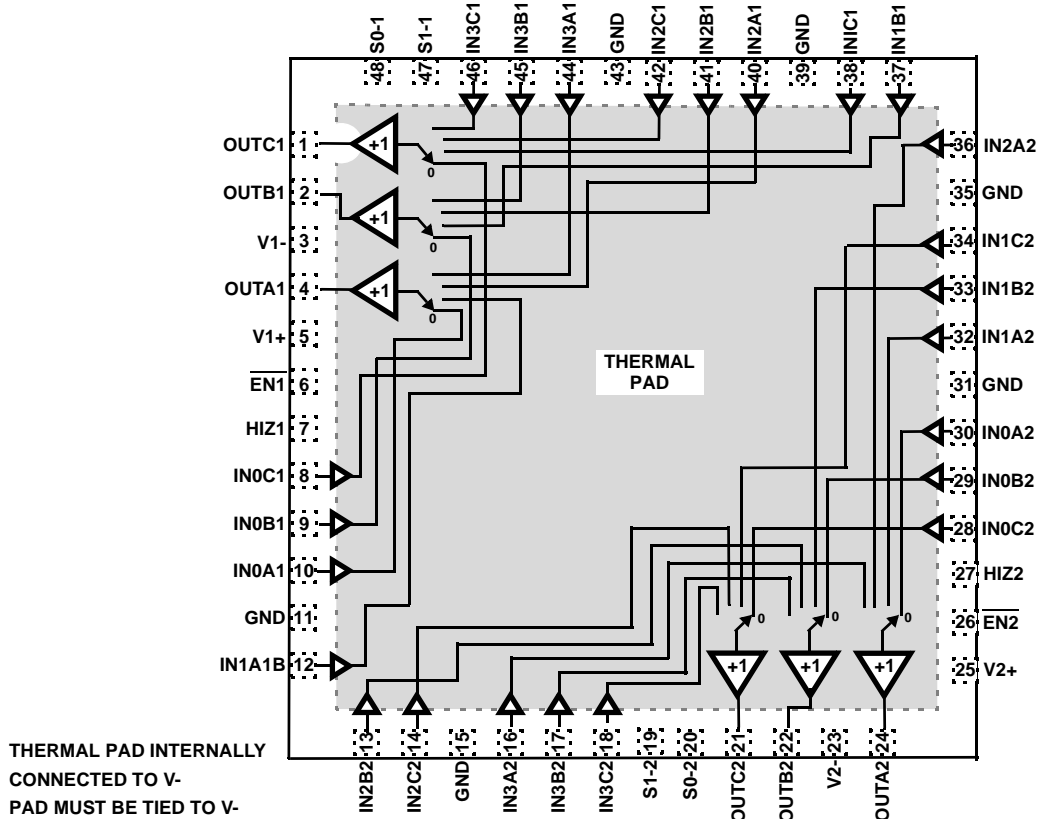 48 S0-1
47 S1-1
46 IN3C1
45 IN3B1
44 IN3A1
43 GND
42 IN2C1
41 IN2B1
40 IN2A1
39 GND
38 INIC1
37 IN1B1
OUTC1 1
OUTB1 2
V1- 3
OUTA1 4
V1+ 5
EN1 6
HIZ1 7
IN0C1 8
IN0B1 9
IN0A1 10
GND 11
IN1A1B 12
+1
0
+1
0
+1
0
THERMAL
PAD
36 IN2A2
35 GND
34 IN1C2
33 IN1B2
32 IN1A2
31 GND
30 IN0A2
29 IN0B2
28 IN0C2
27 HIZ2
26 EN2
25 V2+
0
0
0
+1
+1
+1
IN2B2 13
IN2C2 14
GND 15
IN3A2 16
IN3B2 17
IN3C2 18
S1-2 19
S0-2 20
OUTC2 21
OUTB2 22
V2- 23
OUTA2 24
THERMAL PAD INTERNALLY
CONNECTED TO V-
PAD MUST BE TIED TO V-